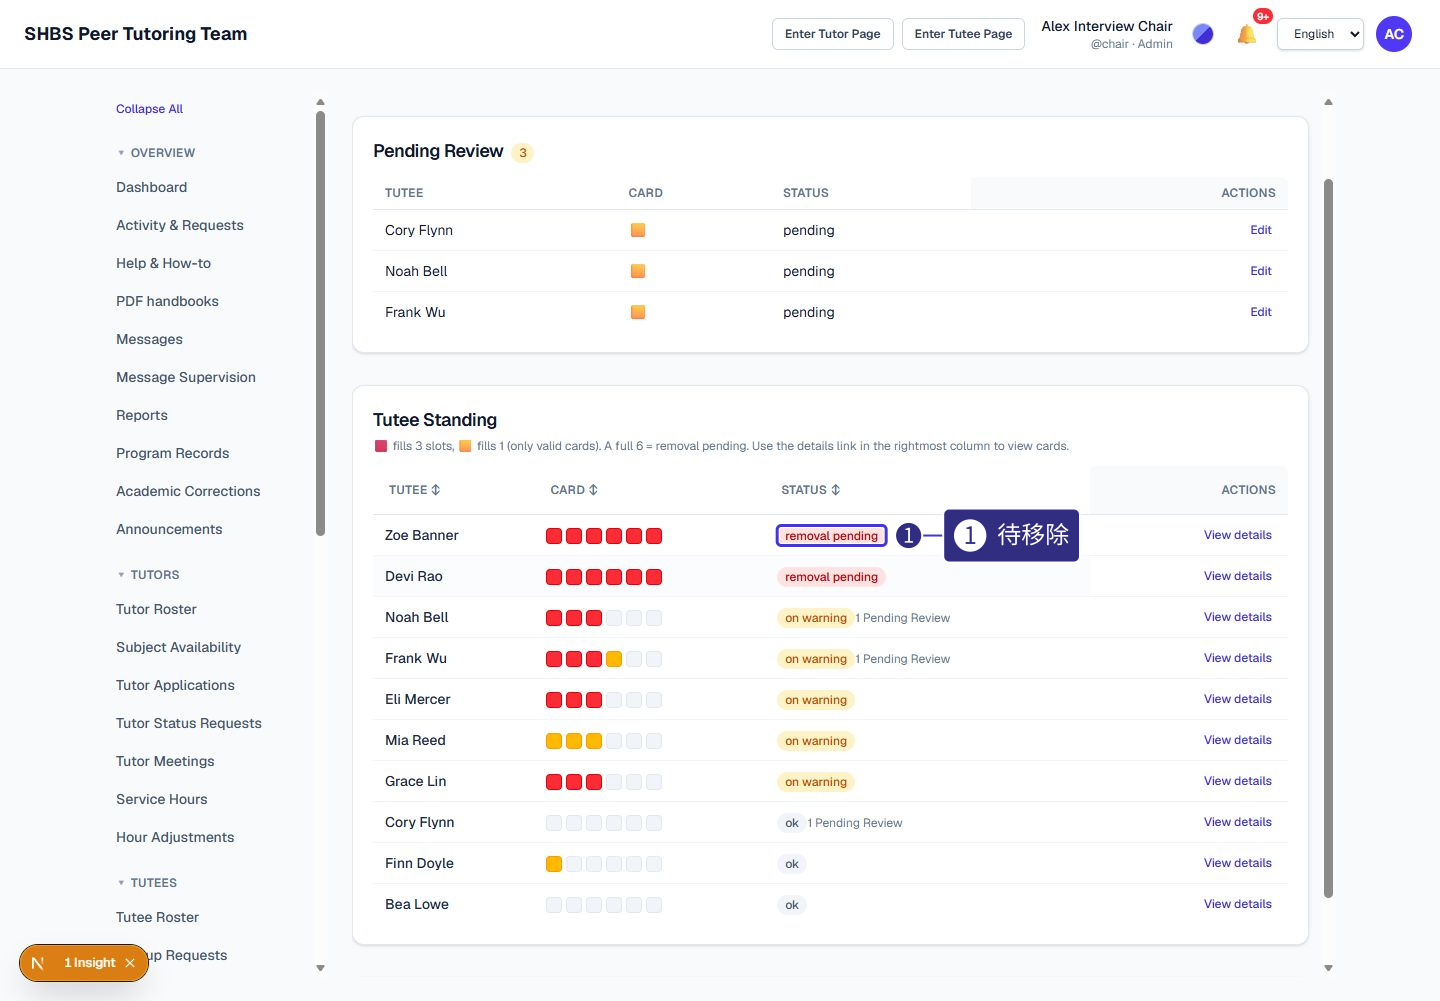 SHBS Peer Tutoring Team
Enter Tutor Page
Enter Tutee Page
Alex Interview Chair
@chair · Admin
9+
English
AC
Collapse All
OVERVIEW
Dashboard
Activity & Requests
Help & How-to
PDF handbooks
Messages
Message Supervision
Reports
Program Records
Academic Corrections
Announcements
TUTORS
Tutor Roster
Subject Availability
Tutor Applications
Tutor Status Requests
Tutor Meetings
Service Hours
Hour Adjustments
TUTEES
Tutee Roster
up Requests
1 Insight
Pending Review 3
TUTEE CARD STATUS ACTIONS
Cory Flynn pending Edit
Noah Bell pending Edit
Frank Wu pending Edit
Tutee Standing
fills 3 slots, fills 1 (only valid cards). A full 6 = removal pending. Use the details link in the rightmost column to view cards.
TUTEE CARD STATUS ACTIONS
Zoe Banner removal pending 1 1 待移除 View details
Devi Rao removal pending View details
Noah Bell on warning 1 Pending Review View details
Frank Wu on warning 1 Pending Review View details
Eli Mercer on warning View details
Mia Reed on warning View details
Grace Lin on warning View details
Cory Flynn ok 1 Pending Review View details
Finn Doyle ok View details
Bea Lowe ok View details